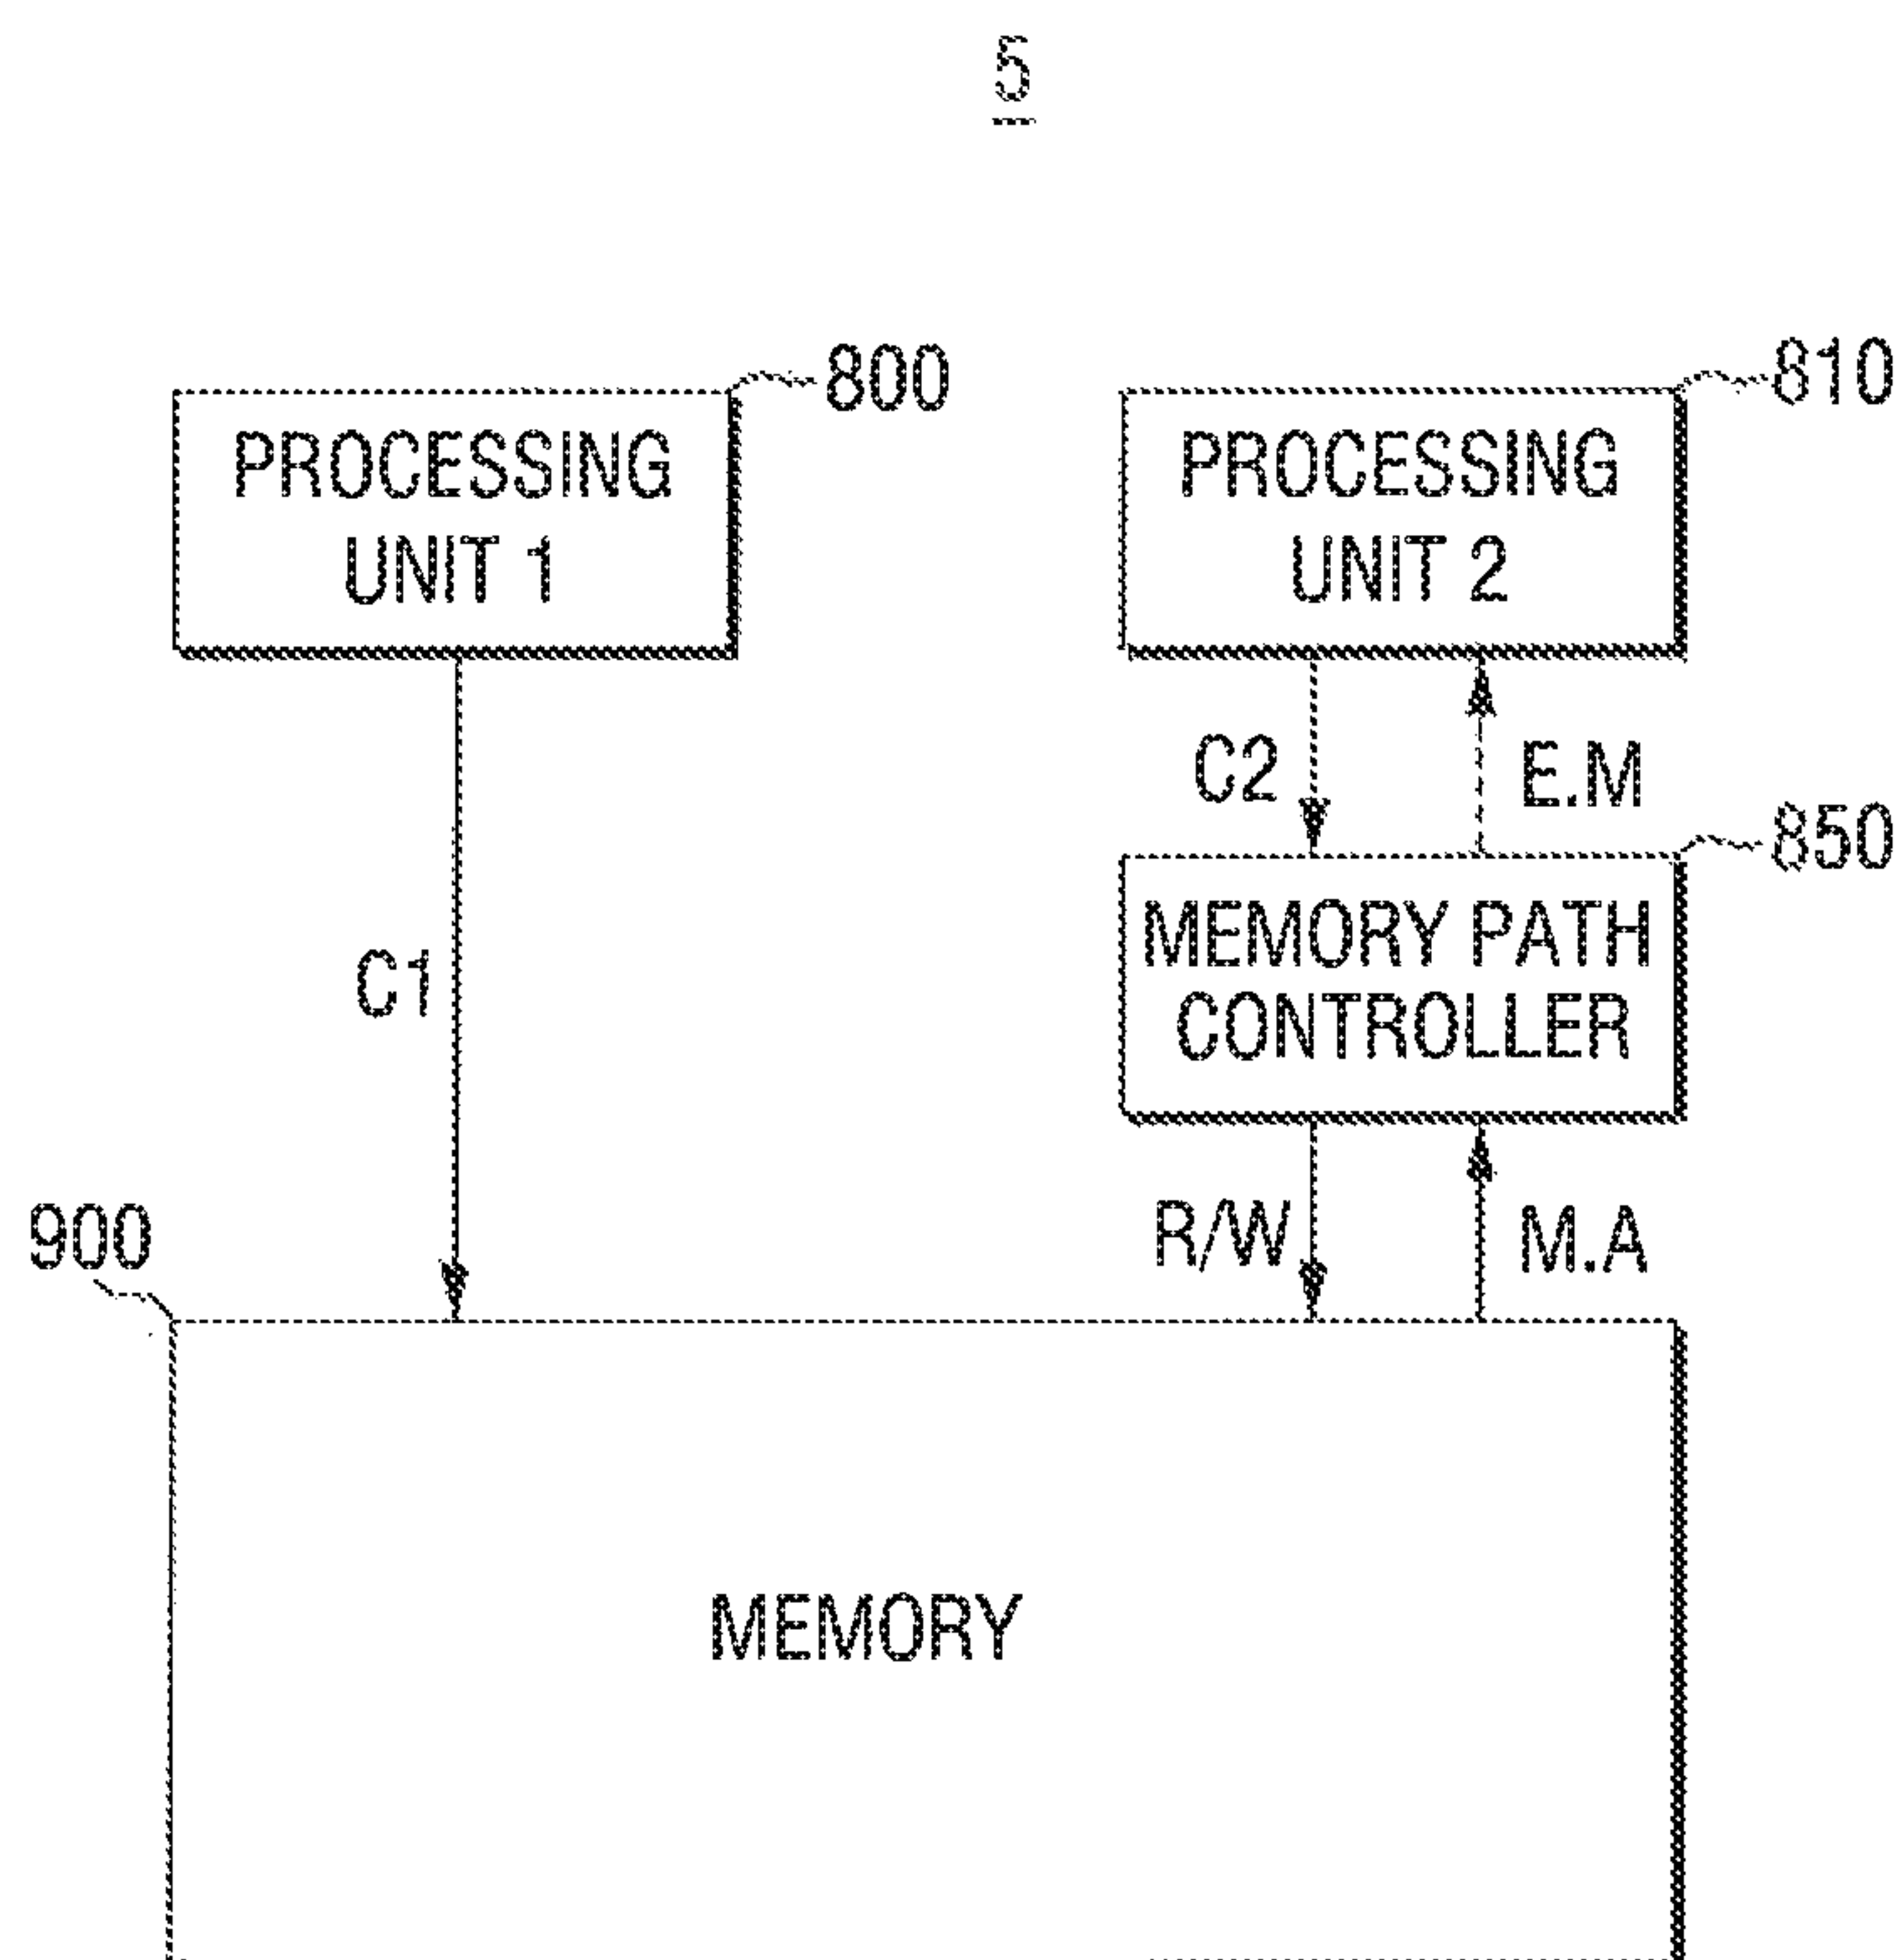 5
800
810
PROCESSING
UNIT 1
PROCESSING
UNIT 2
C2
E.M
850
C1
MEMORY PATH
CONTROLLER
900
R/W
M.A
MEMORY